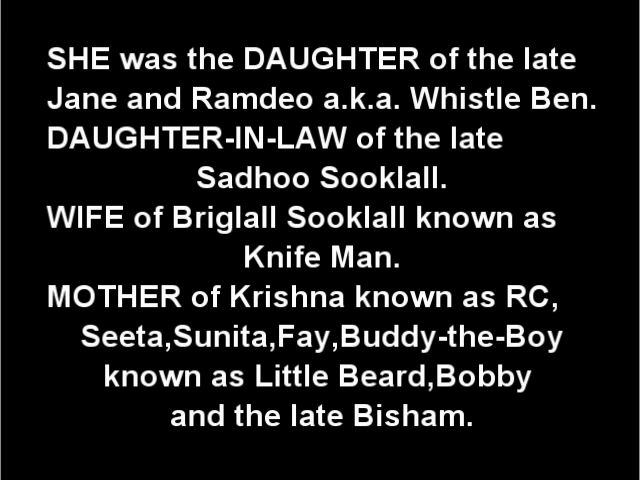 SHE was the DAUGHTER of the late
Jane and Ramdeo a.k.a. Whistle Ben.
DAUGHTER-IN-LAW of the late
Sadhoo Sooklall.
WIFE of Briglall Sooklall known as
Knife Man.
MOTHER of Krishna known as RC,
Seeta,Sunita,Fay,Buddy-the-Boy
known as Little Beard,Bobby
and the late Bisham.